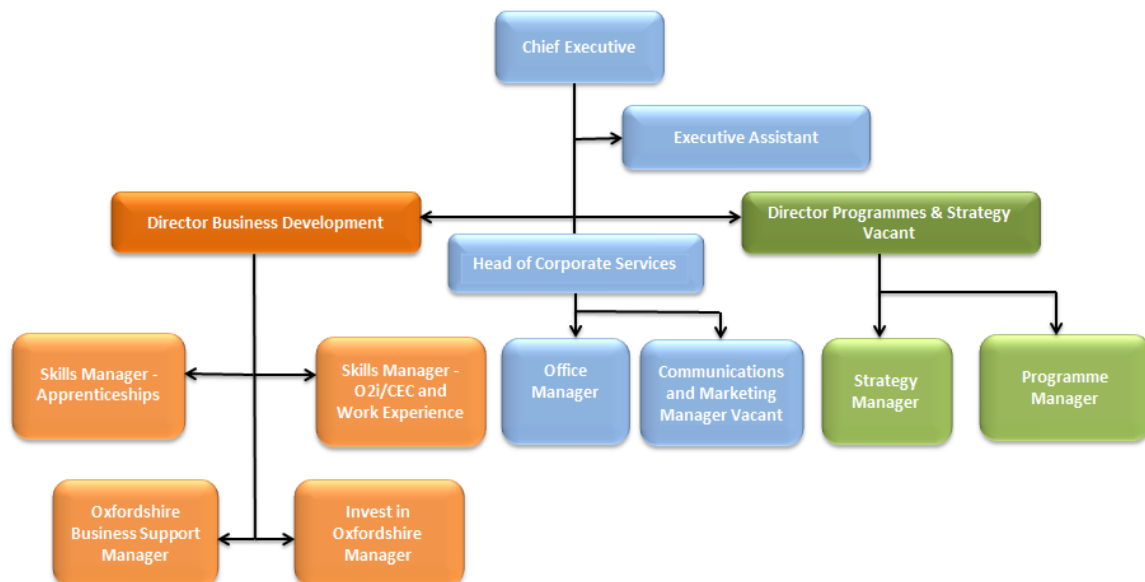 Chief Executive
Executive Assistant
Director Business Development
Director Programmes & Strategy
Vacant
Head of Corporate Services
Skills Manager -
Apprenticeships
Skills Manager -
O2i/CEC and
Work Experience
Office
Manager
Communications
and Marketing
Manager Vacant
Strategy
Manager
Programme
Manager
Oxfordshire
Business Support
Manager
Invest in
Oxfordshire
Manager